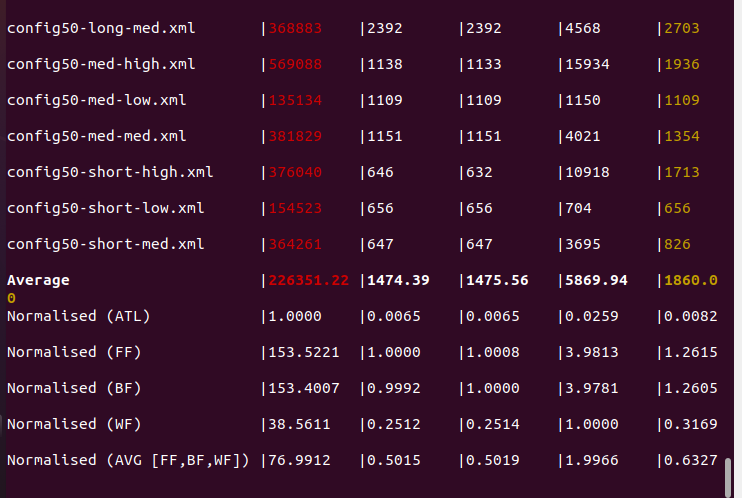 config50-long-med.xml |368883 |2392 |2392 |4568 |2703
config50-med-high.xml |569088 |1138 |1133 |15934 |1936
config50-med-low.xml |135134 |1109 |1109 |1150 |1109
config50-med-med.xml |381829 |1151 |1151 |4021 |1354
config50-short-high.xml |376040 |646 |632 |10918 |1713
config50-short-low.xml |154523 |656 |656 |704 |656
config50-short-med.xml |364261 |647 |647 |3695 |826
Average |226351.22 |1474.39 |1475.56 |5869.94 |1860.0
0
Normalised (ATL) |1.0000 |0.0065 |0.0065 |0.0259 |0.0082
Normalised (FF) |153.5221 |1.0000 |1.0008 |3.9813 |1.2615
Normalised (BF) |153.4007 |0.9992 |1.0000 |3.9781 |1.2605
Normalised (WF) |38.5611 |0.2512 |0.2514 |1.0000 |0.3169
Normalised (AVG [FF,BF,WF]) |76.9912 |0.5015 |0.5019 |1.9966 |0.6327